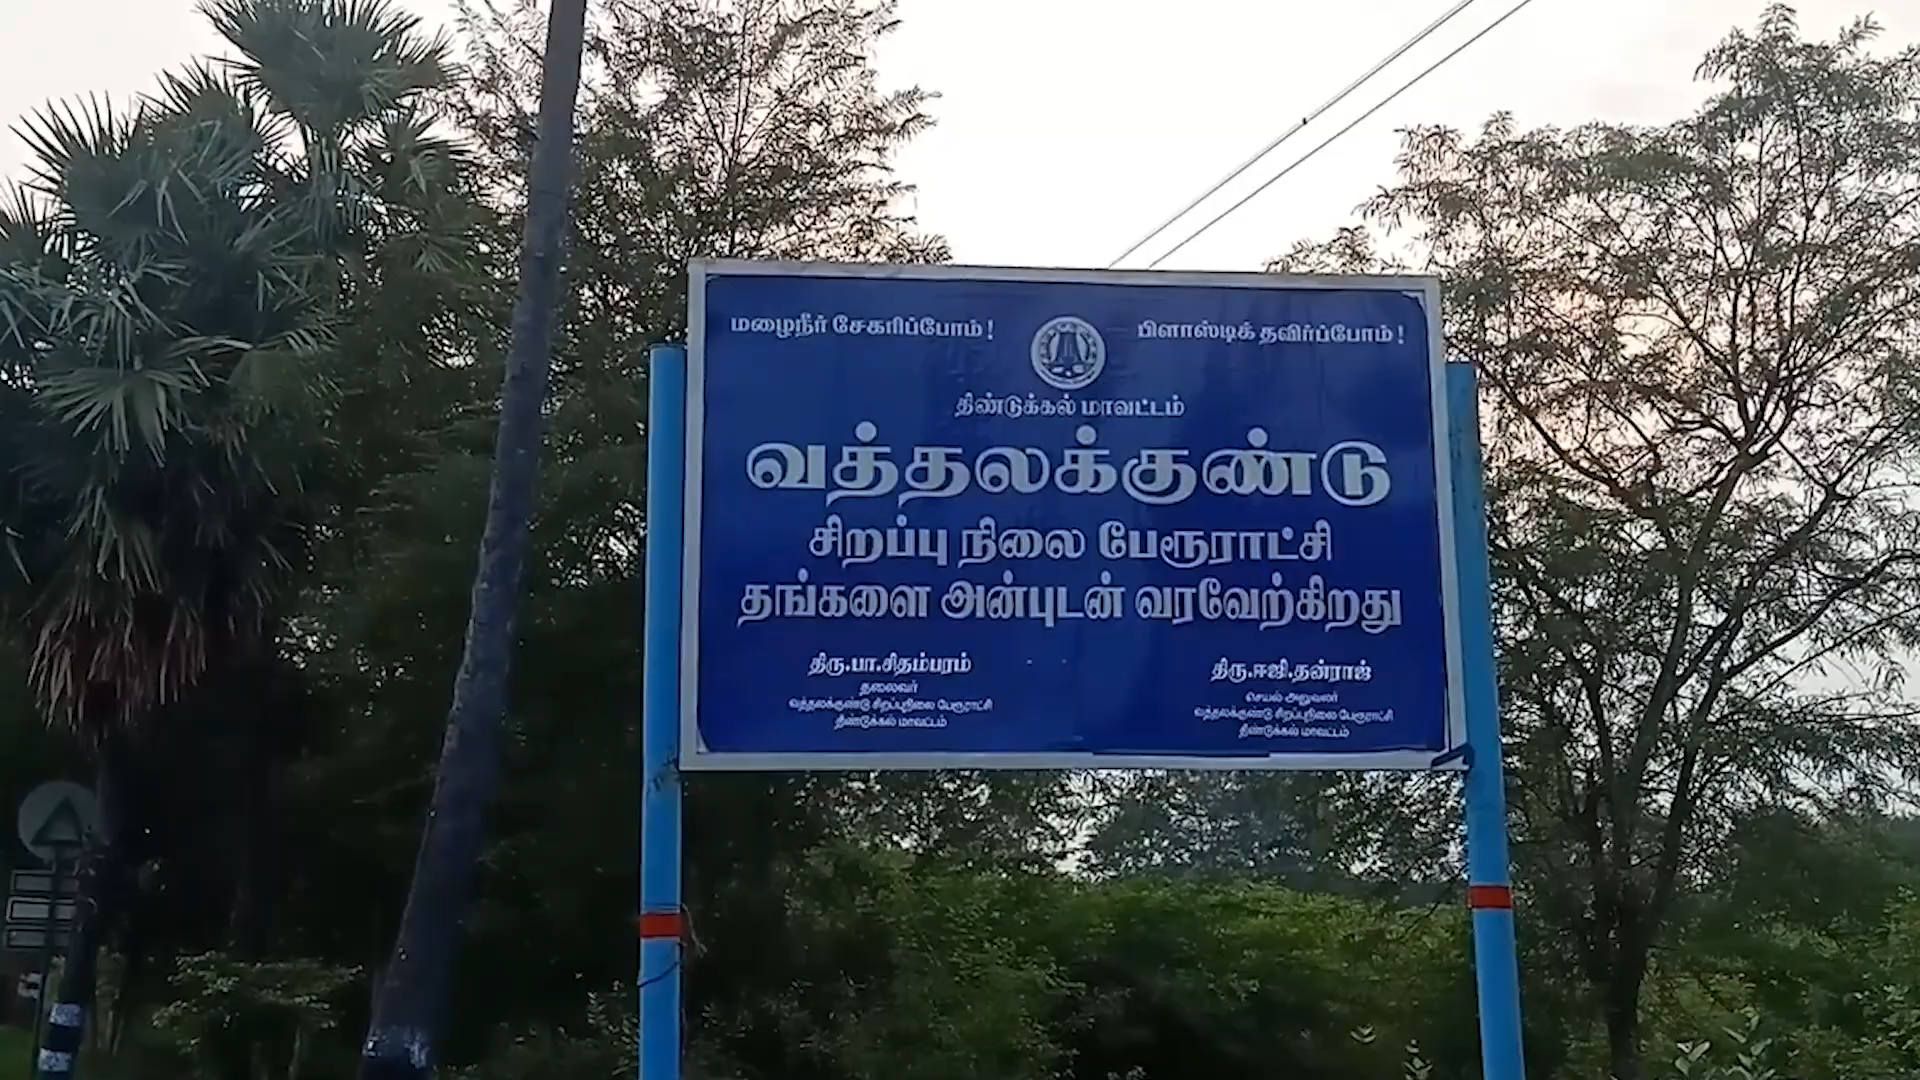 மழைநீர் சேகரிப்போம் !
பிளாஸ்டிக் தவிர்ப்போம் !
திண்டுக்கல் மாவட்டம்
வத்தலக்குண்டு
சிறப்பு நிலை பேரூராட்சி
தங்களை அன்புடன் வரவேற்கிறது
திரு.பா.சிதம்பரம்
தலைவர்
வத்தலக்குண்டு சிறப்புநிலை பேரூராட்சி
திண்டுக்கல் மாவட்டம்
திரு.ஈஜி.தன்ராஜ்
செயல் அலுவலர்
வத்தலக்குண்டு சிறப்புநிலை பேரூராட்சி
திண்டுக்கல் மாவட்டம்